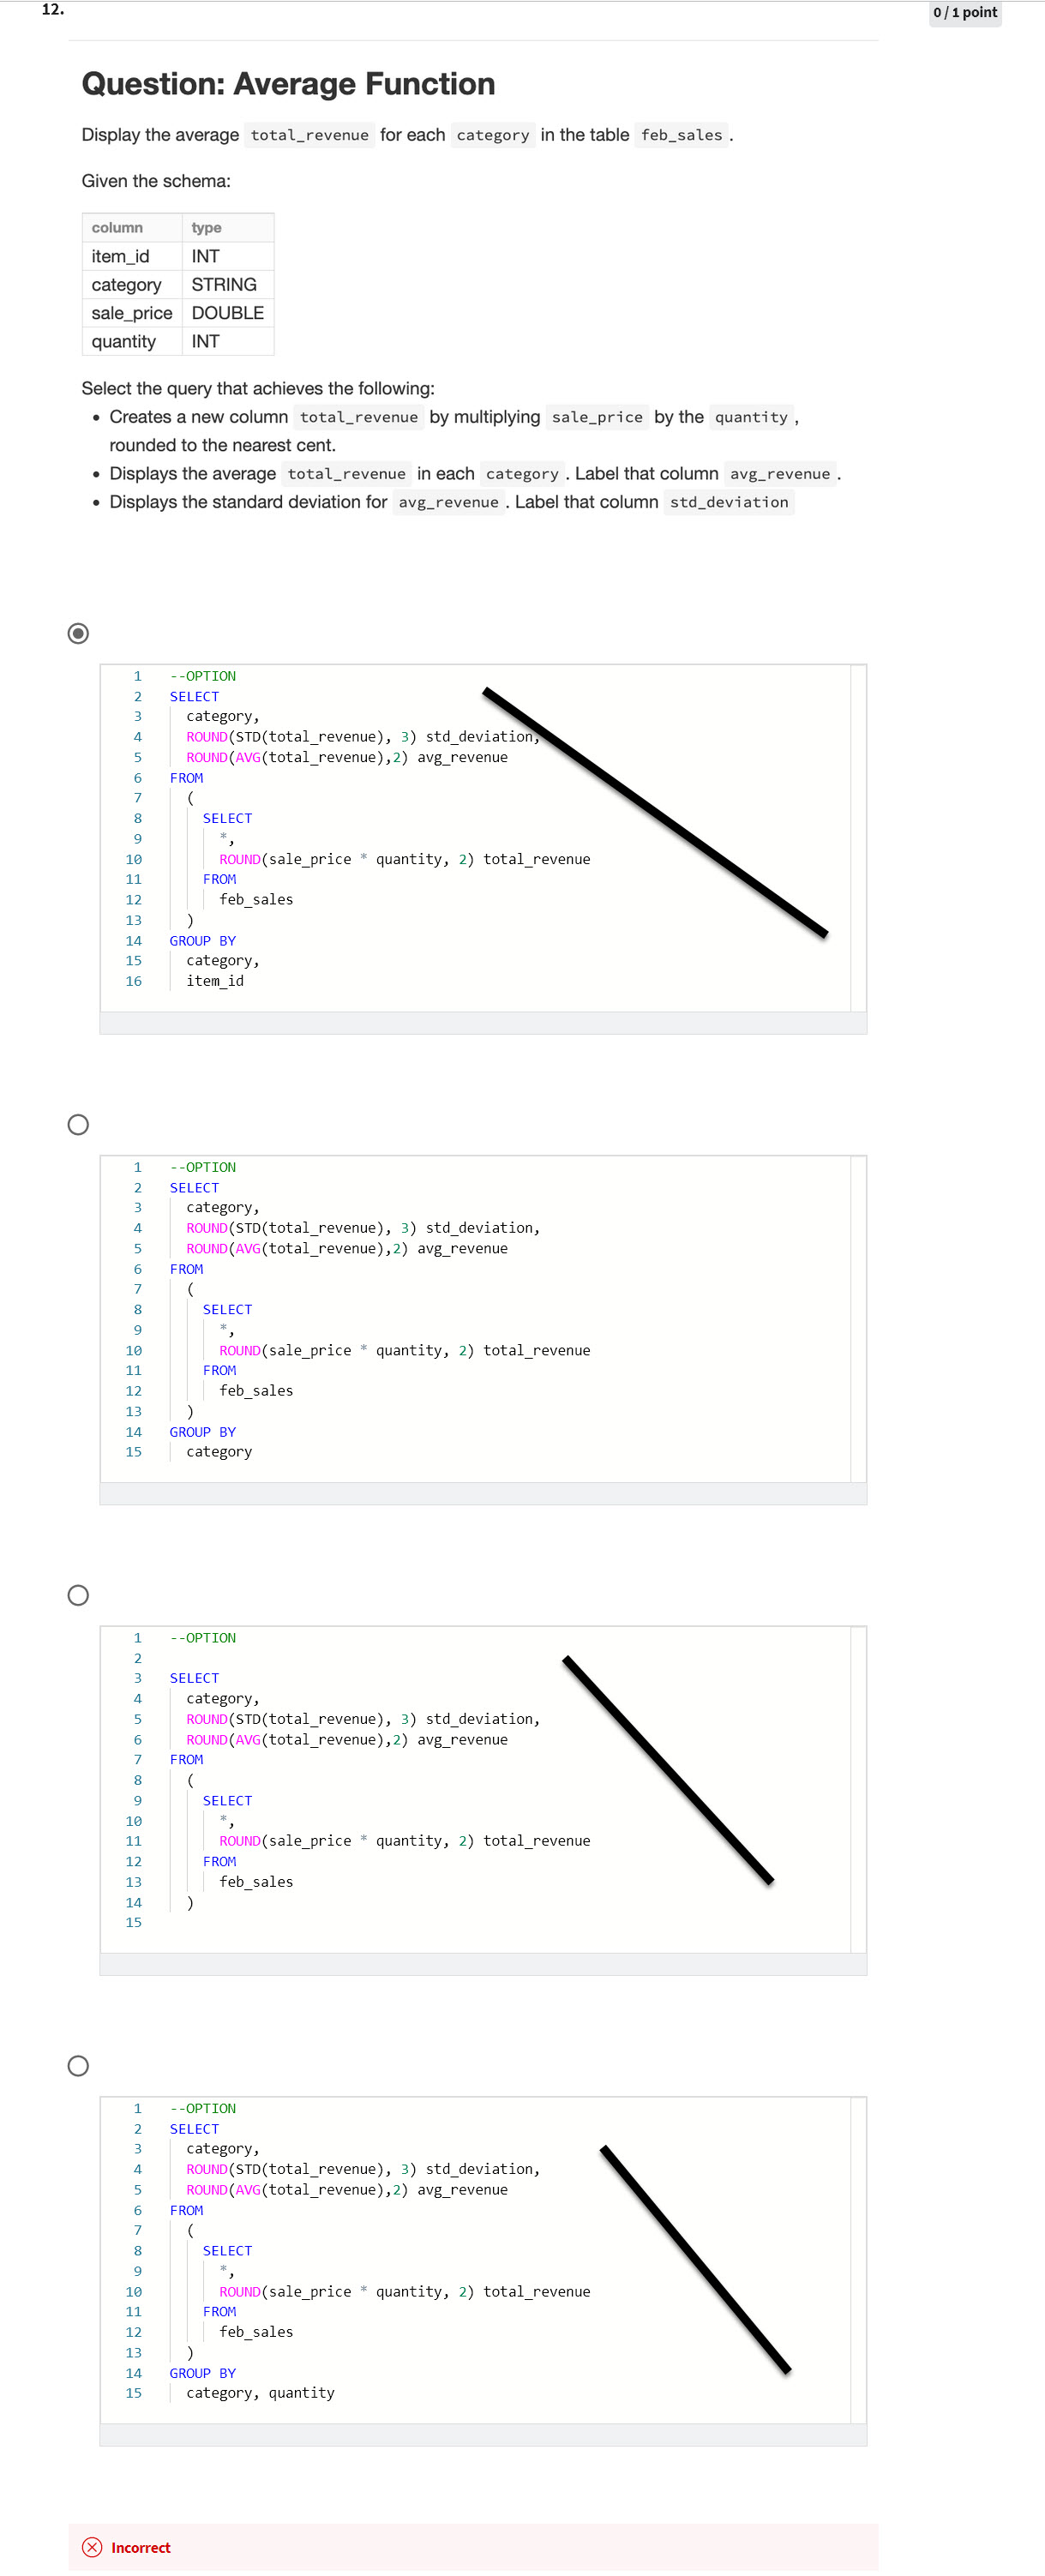 12.
0 / 1 point
Question: Average Function
Display the average total_revenue for each category in the table feb_sales .
Given the schema:
column type
item_id INT
category STRING
sale_price DOUBLE
quantity INT
Select the query that achieves the following:
• Creates a new column total_revenue by multiplying sale_price by the quantity ,
rounded to the nearest cent.
• Displays the average total_revenue in each category . Label that column avg_revenue .
• Displays the standard deviation for avg_revenue . Label that column std_deviation
1 --OPTION
2 SELECT
3 category,
4 ROUND(STD(total_revenue), 3) std_deviation,
5 ROUND(AVG(total_revenue),2) avg_revenue
6 FROM
7 (
8 SELECT
9 *,
10 ROUND(sale_price * quantity, 2) total_revenue
11 FROM
12 feb_sales
13 )
14 GROUP BY
15 category,
16 item_id
1 --OPTION
2 SELECT
3 category,
4 ROUND(STD(total_revenue), 3) std_deviation,
5 ROUND(AVG(total_revenue),2) avg_revenue
6 FROM
7 (
8 SELECT
9 *,
10 ROUND(sale_price * quantity, 2) total_revenue
11 FROM
12 feb_sales
13 )
14 GROUP BY
15 category
1 --OPTION
2
3 SELECT
4 category,
5 ROUND(STD(total_revenue), 3) std_deviation,
6 ROUND(AVG(total_revenue),2) avg_revenue
7 FROM
8 (
9 SELECT
10 *,
11 ROUND(sale_price * quantity, 2) total_revenue
12 FROM
13 feb_sales
14 )
15
1 --OPTION
2 SELECT
3 category,
4 ROUND(STD(total_revenue), 3) std_deviation,
5 ROUND(AVG(total_revenue),2) avg_revenue
6 FROM
7 (
8 SELECT
9 *,
10 ROUND(sale_price * quantity, 2) total_revenue
11 FROM
12 feb_sales
13 )
14 GROUP BY
15 category, quantity
Incorrect